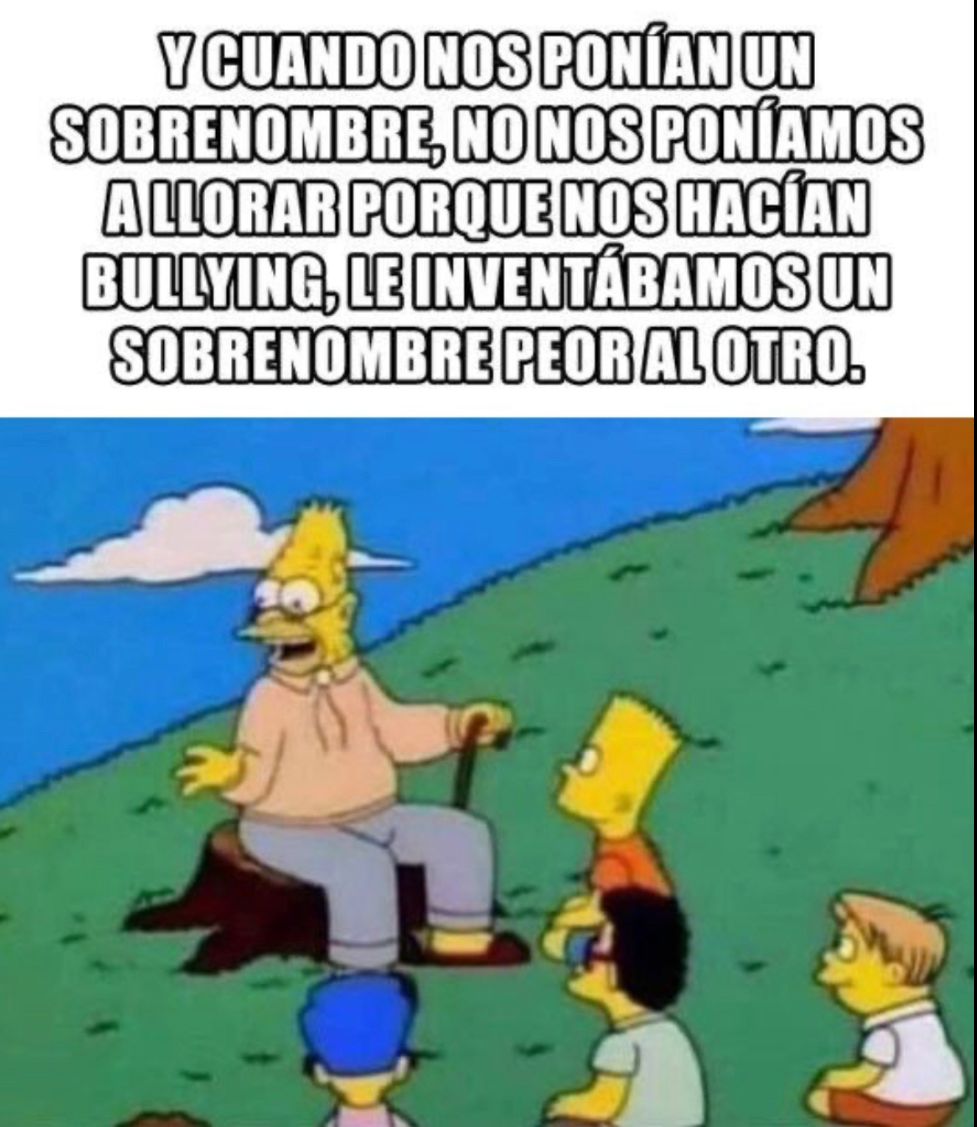 Y CUANDO NOS PONÍAN UN
SOBRENOMBRE, NO NOS PONÍAMOS
A LLORAR PORQUE NOS HACÍAN
BULLYING, LE INVENTÁBAMOS UN
SOBRENOMBRE PEOR AL OTRO.